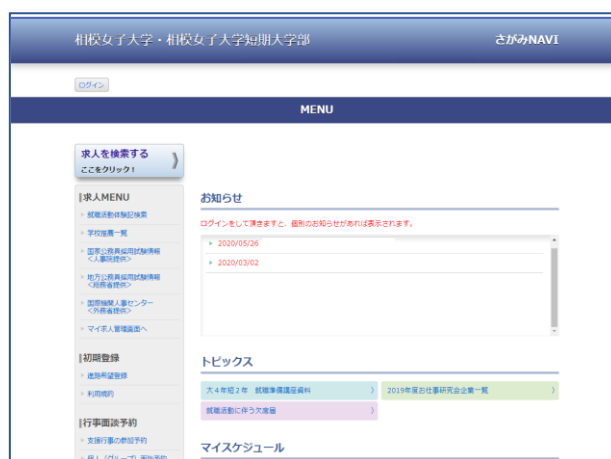 相模女子大学・相模女子大学短期大学部
さがみNAVI
ログイン
MENU
求人を検索する
ここをクリック！
求人MENU
就職活動体験記検索
学校推薦一覧
国家公務員採用試験情報
<人事院提供>
地方公務員採用試験情報
<総務省提供>
国際機関人事センター
<外務省提供>
マイ求人管理画面へ
初期登録
進路希望登録
利用規約
行事面談予約
支援行事の参加予約
個人（グループ）面談予約
お知らせ
ログインをして頂きますと、個別のお知らせがあれば表示されます。
2020/05/26
2020/03/02
トピックス
大４年短２年 就職準備講座資料
2019年度お仕事研究会企業一覧
就職活動に伴う欠席届
マイスケジュール